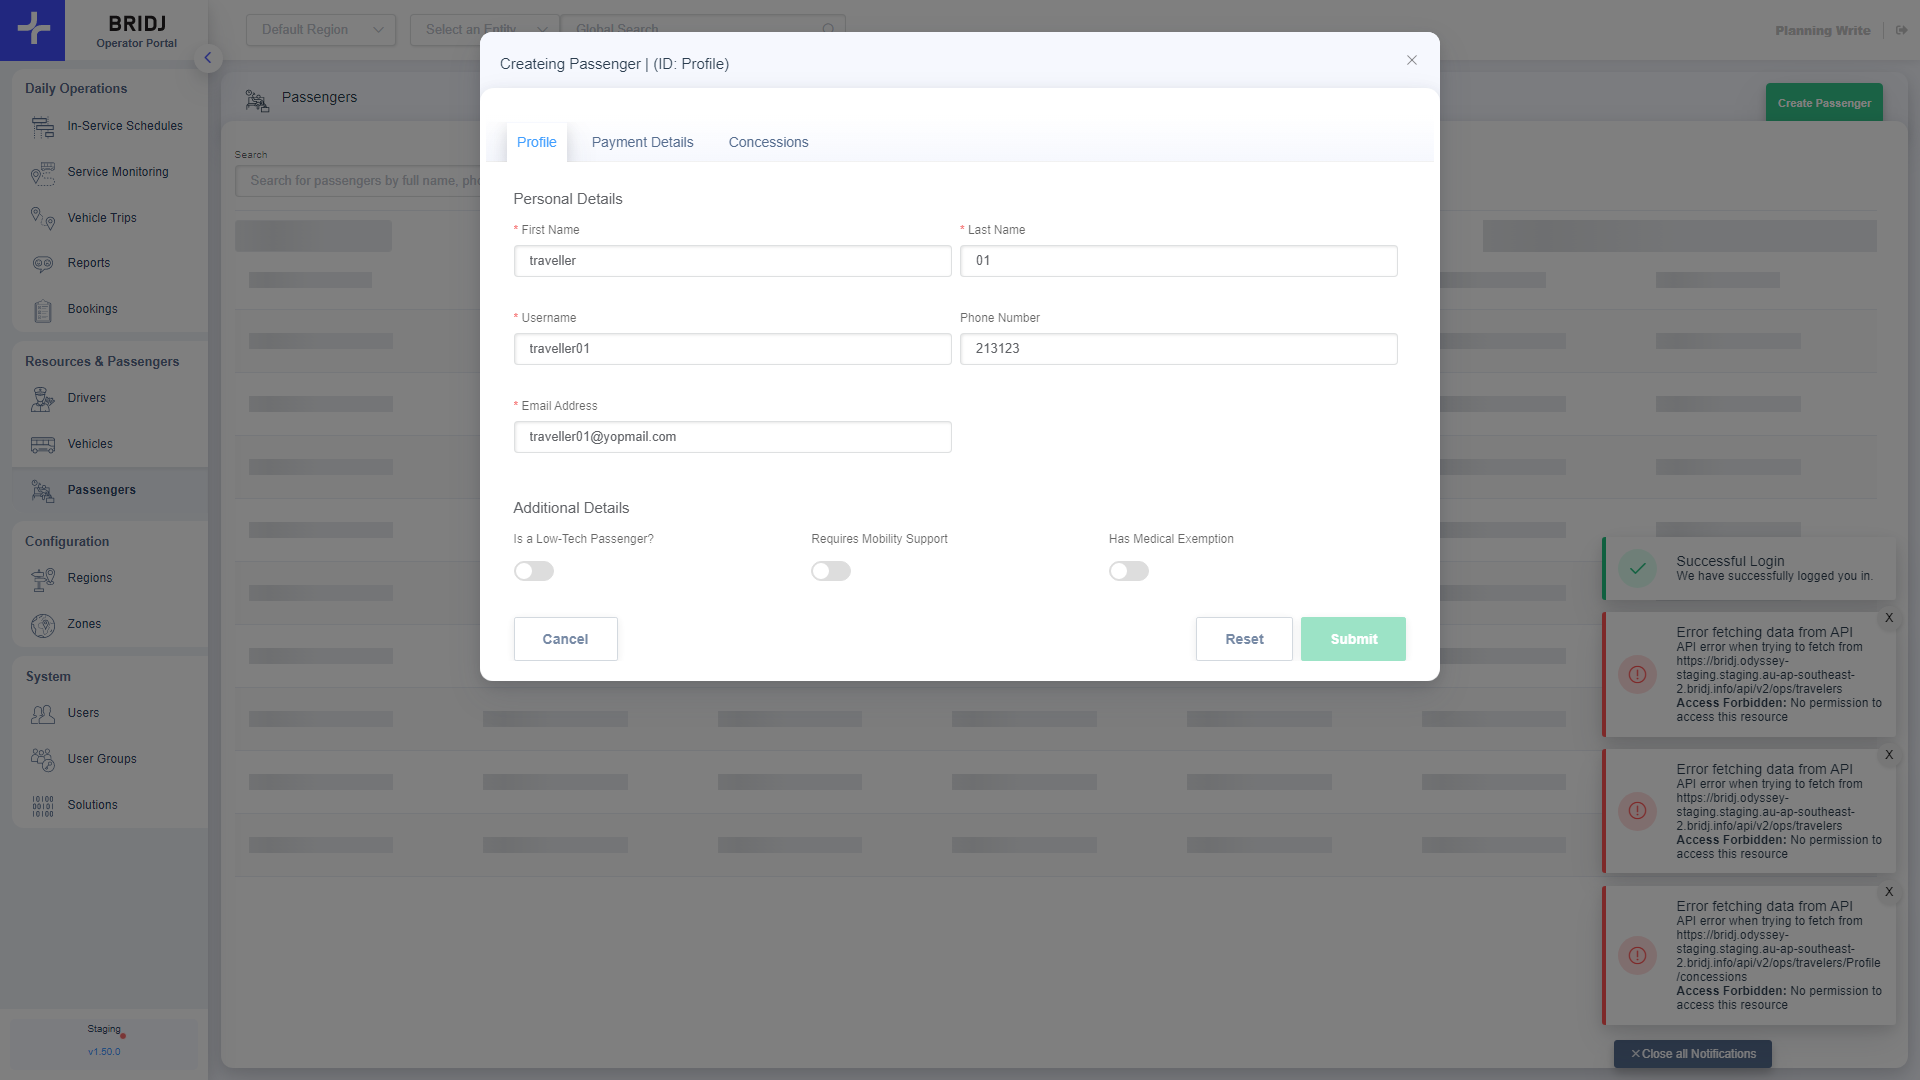 BRIDJ
Operator Portal
Default Region
Select an Entity
Global Search
Planning Write
Daily Operations
In-Service Schedules
Service Monitoring
Vehicle Trips
Reports
Bookings
Resources & Passengers
Drivers
Vehicles
Passengers
Configuration
Regions
Zones
System
Users
User Groups
Solutions
Staging
v1.50.0
Passengers
Create Passenger
Search
Search for passengers by full name, pho
Createing Passenger | (ID: Profile)
Profile
Payment Details
Concessions
Personal Details
* First Name
* Last Name
traveller
01
* Username
Phone Number
traveller01
213123
* Email Address
traveller01@yopmail.com
Additional Details
Is a Low-Tech Passenger?
Requires Mobility Support
Has Medical Exemption
Cancel
Reset
Submit
Successful Login
We have successfully logged you in.
X
Error fetching data from API
API error when trying to fetch from
https://bridj.odyssey-
staging.staging.au-ap-southeast-
2.bridj.info/api/v2/ops/travelers
Access Forbidden: No permission to
access this resource
X
Error fetching data from API
API error when trying to fetch from
https://bridj.odyssey-
staging.staging.au-ap-southeast-
2.bridj.info/api/v2/ops/travelers
Access Forbidden: No permission to
access this resource
X
Error fetching data from API
API error when trying to fetch from
https://bridj.odyssey-
staging.staging.au-ap-southeast-
2.bridj.info/api/v2/ops/travelers/Profile
/concessions
Access Forbidden: No permission to
access this resource
Close all Notifications